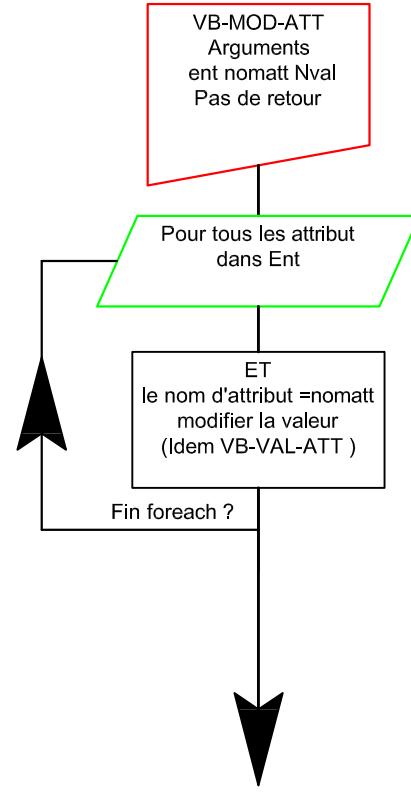 VB-MOD-ATT
Arguments
ent nomatt Nval
Pas de retour
Pour tous les attribut
dans Ent
ET
le nom d'attribut =nomatt
modifier la valeur
(Idem VB-VAL-ATT )
Fin foreach ?